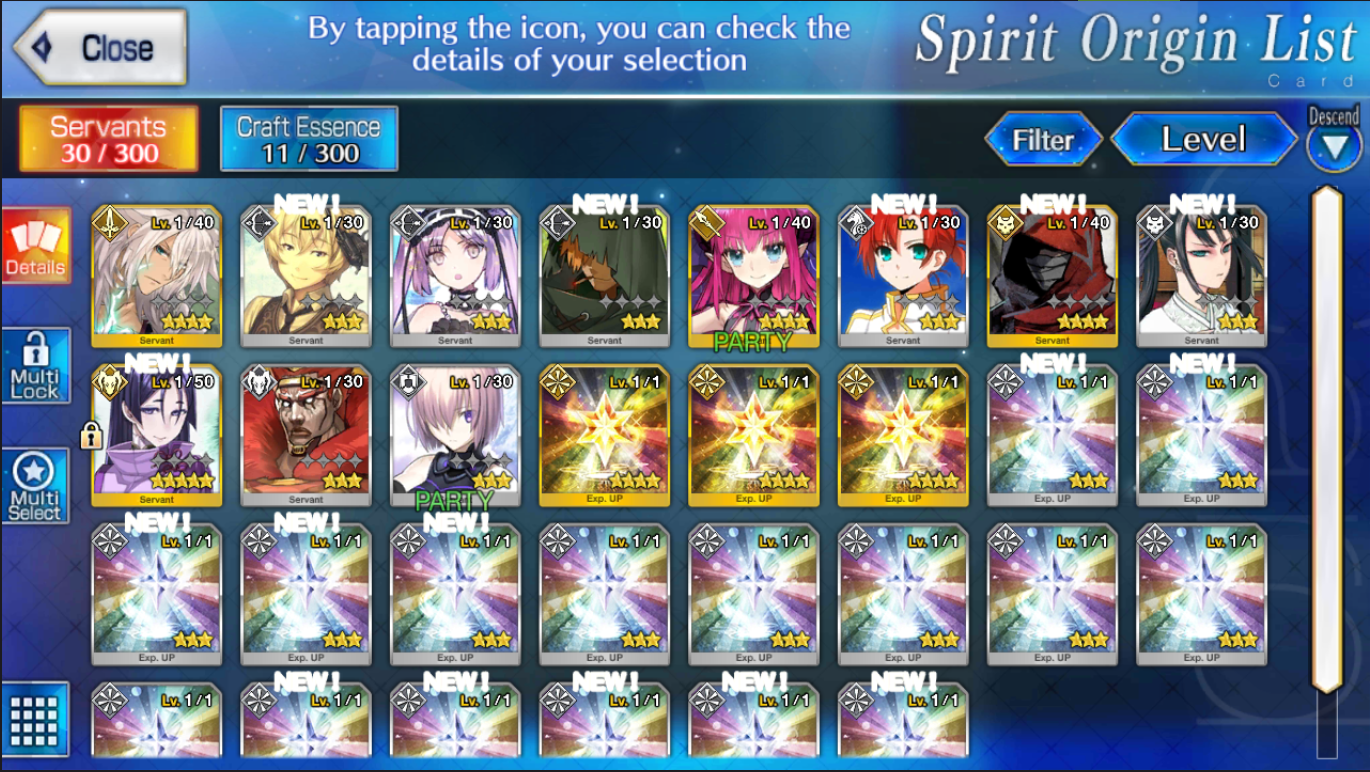 Close
By tapping the icon, you can check the
details of your selection
Spirit Origin List
Card
Servants
30 / 300
Craft Essence
11 / 300
Filter
Level
Descend
Details
Multi
Lock
Multi
Select
Lv. 1/40
Servant
NEW!
Lv. 1/30
Servant
Lv. 1/30
Servant
NEW!
Lv. 1/30
Servant
Lv. 1/40
PARTY
NEW!
Lv. 1/30
Servant
NEW!
Lv. 1/40
Servant
NEW!
Lv. 1/30
Servant
NEW!
Lv. 1/50
Servant
Lv. 1/30
Servant
Lv. 1/30
PARTY
Lv. 1/1
Exp. UP
Lv. 1/1
Exp. UP
Lv. 1/1
Exp. UP
NEW!
Lv. 1/1
Exp. UP
NEW!
Lv. 1/1
Exp. UP
NEW!
Lv. 1/1
Exp. UP
NEW!
Lv. 1/1
Exp. UP
NEW!
Lv. 1/1
Exp. UP
Lv. 1/1
Exp. UP
Lv. 1/1
Exp. UP
Lv. 1/1
Exp. UP
Lv. 1/1
Exp. UP
Lv. 1/1
Exp. UP
Lv. 1/1
NEW!
Lv. 1/1
NEW!
Lv. 1/1
NEW!
Lv. 1/1
NEW!
Lv. 1/1
NEW!
Lv. 1/1